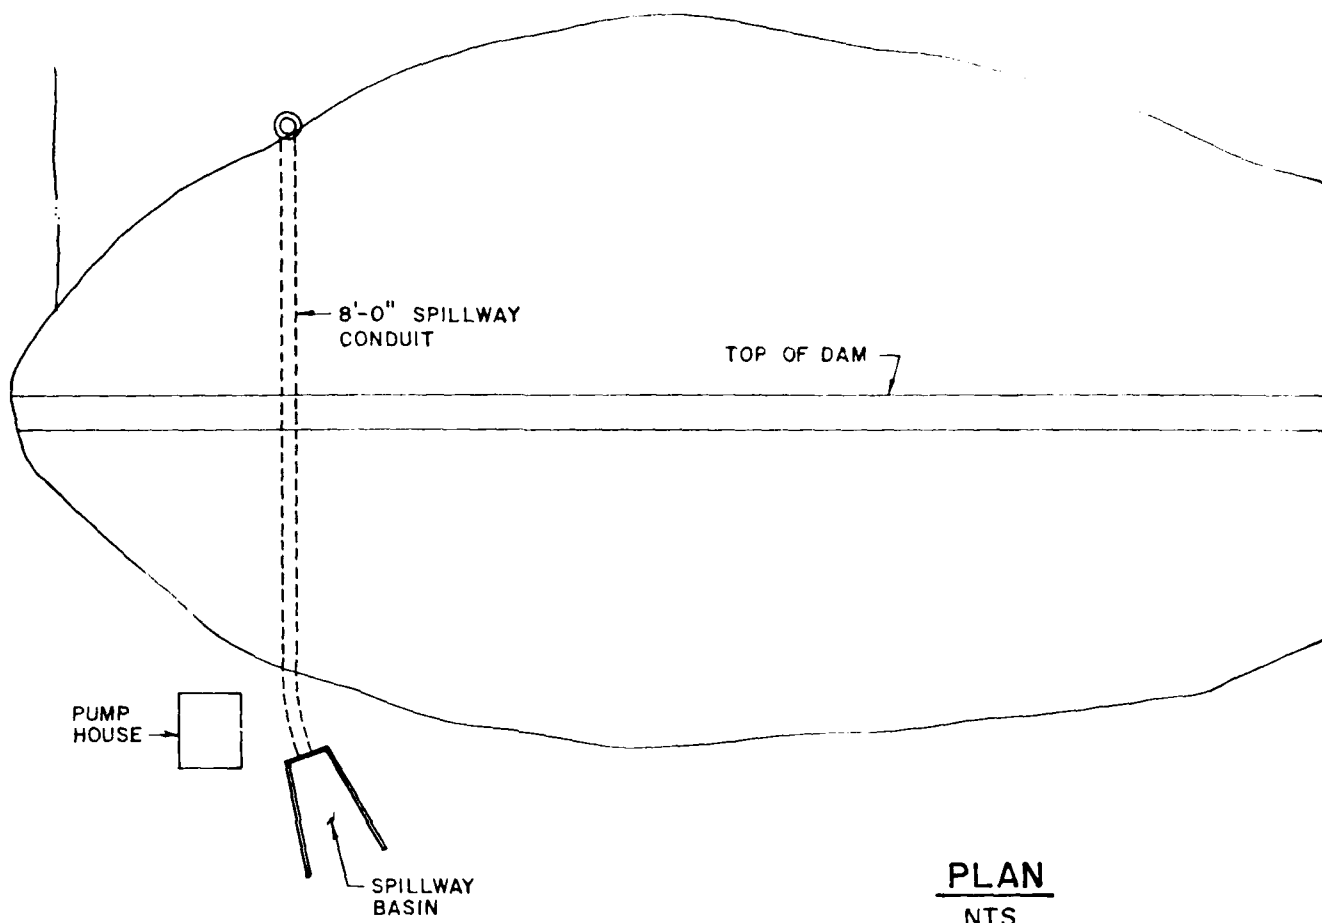 8'-0" SPILLWAY
CONDUIT
TOP OF DAM
PUMP
HOUSE
SPILLWAY
BASIN
PLAN
NTS